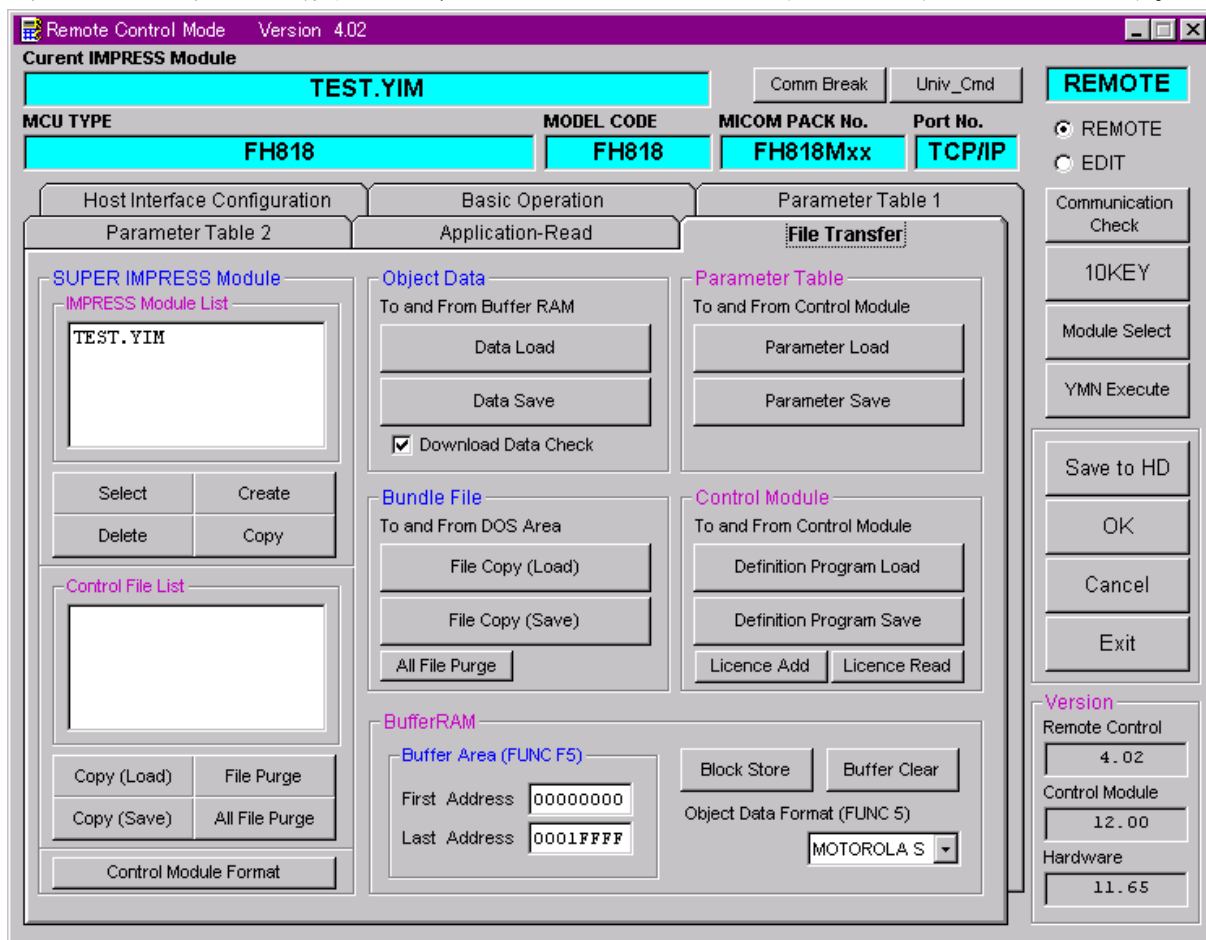 Remote Control Mode Version 4.02
Curent IMPRESS Module
TEST.YIM
Comm Break
Univ_Cmd
REMOTE
MCU TYPE
MODEL CODE
MICOM PACK No.
Port No.
FH818
FH818
FH818Mxx
TCP/IP
REMOTE
EDIT
Host Interface Configuration
Basic Operation
Parameter Table 1
Parameter Table 2
Application-Read
File Transfer
SUPER IMPRESS Module
IMPRESS Module List
TEST.YIM
Select
Create
Delete
Copy
Control File List
Copy (Load)
File Purge
Copy (Save)
All File Purge
Control Module Format
Object Data
To and From Buffer RAM
Data Load
Data Save
Download Data Check
Parameter Table
To and From Control Module
Parameter Load
Parameter Save
Bundle File
To and From DOS Area
File Copy (Load)
File Copy (Save)
All File Purge
Control Module
To and From Control Module
Definition Program Load
Definition Program Save
Licence Add
Licence Read
BufferRAM
Buffer Area (FUNC F5)
First Address 00000000
Last Address 0001FFFF
Block Store
Buffer Clear
Object Data Format (FUNC 5)
MOTOROLA S
Communication
Check
10KEY
Module Select
YMN Execute
Save to HD
OK
Cancel
Exit
Version
Remote Control
4.02
Control Module
12.00
Hardware
11.65